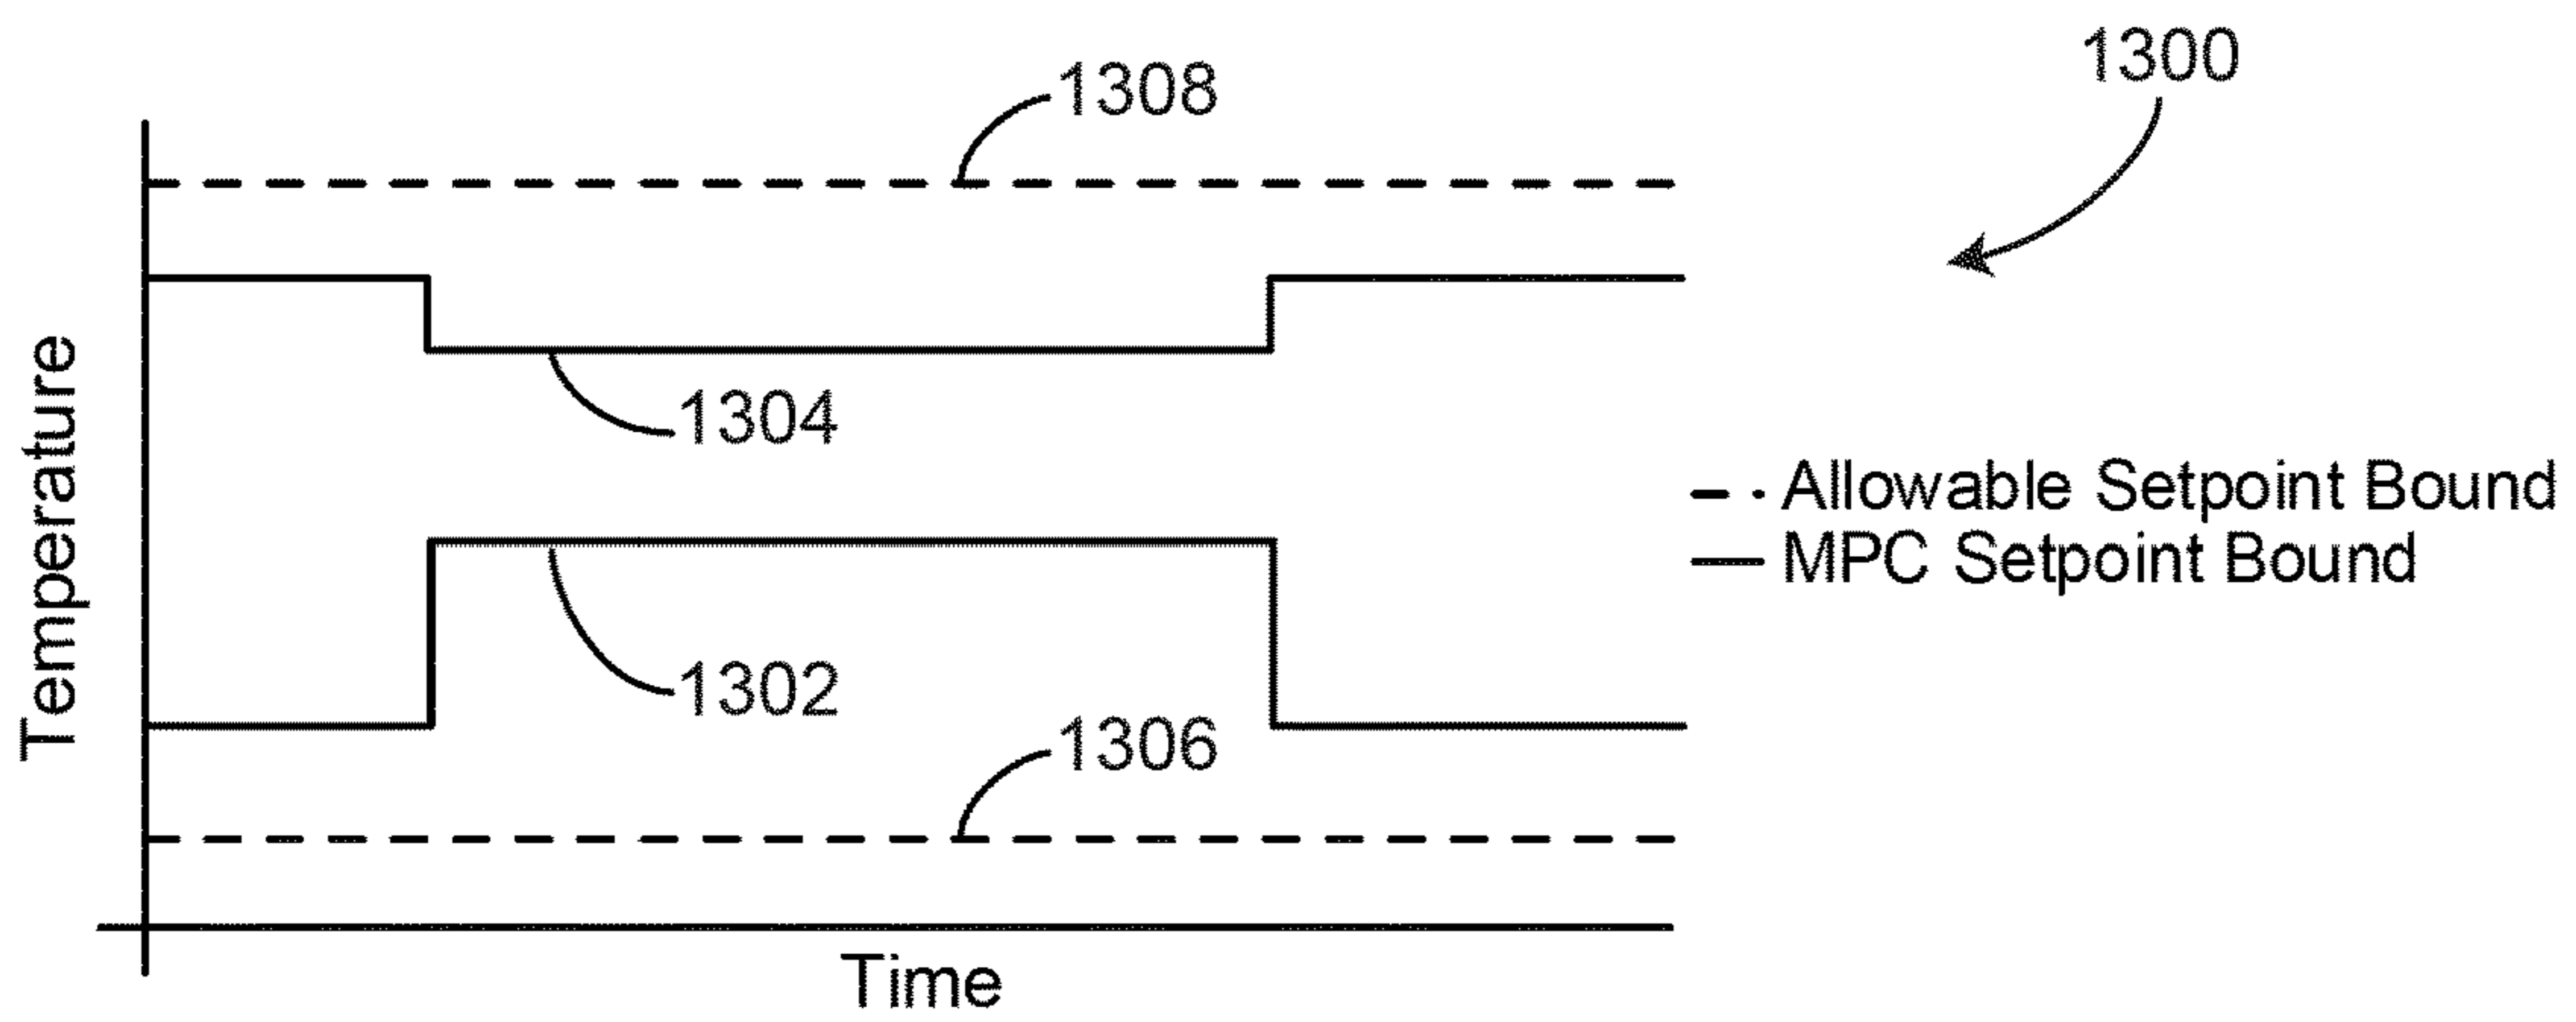 1300
1308
1304
Temperature
Allowable Setpoint Bound
MPC Setpoint Bound
1302
1306
Time